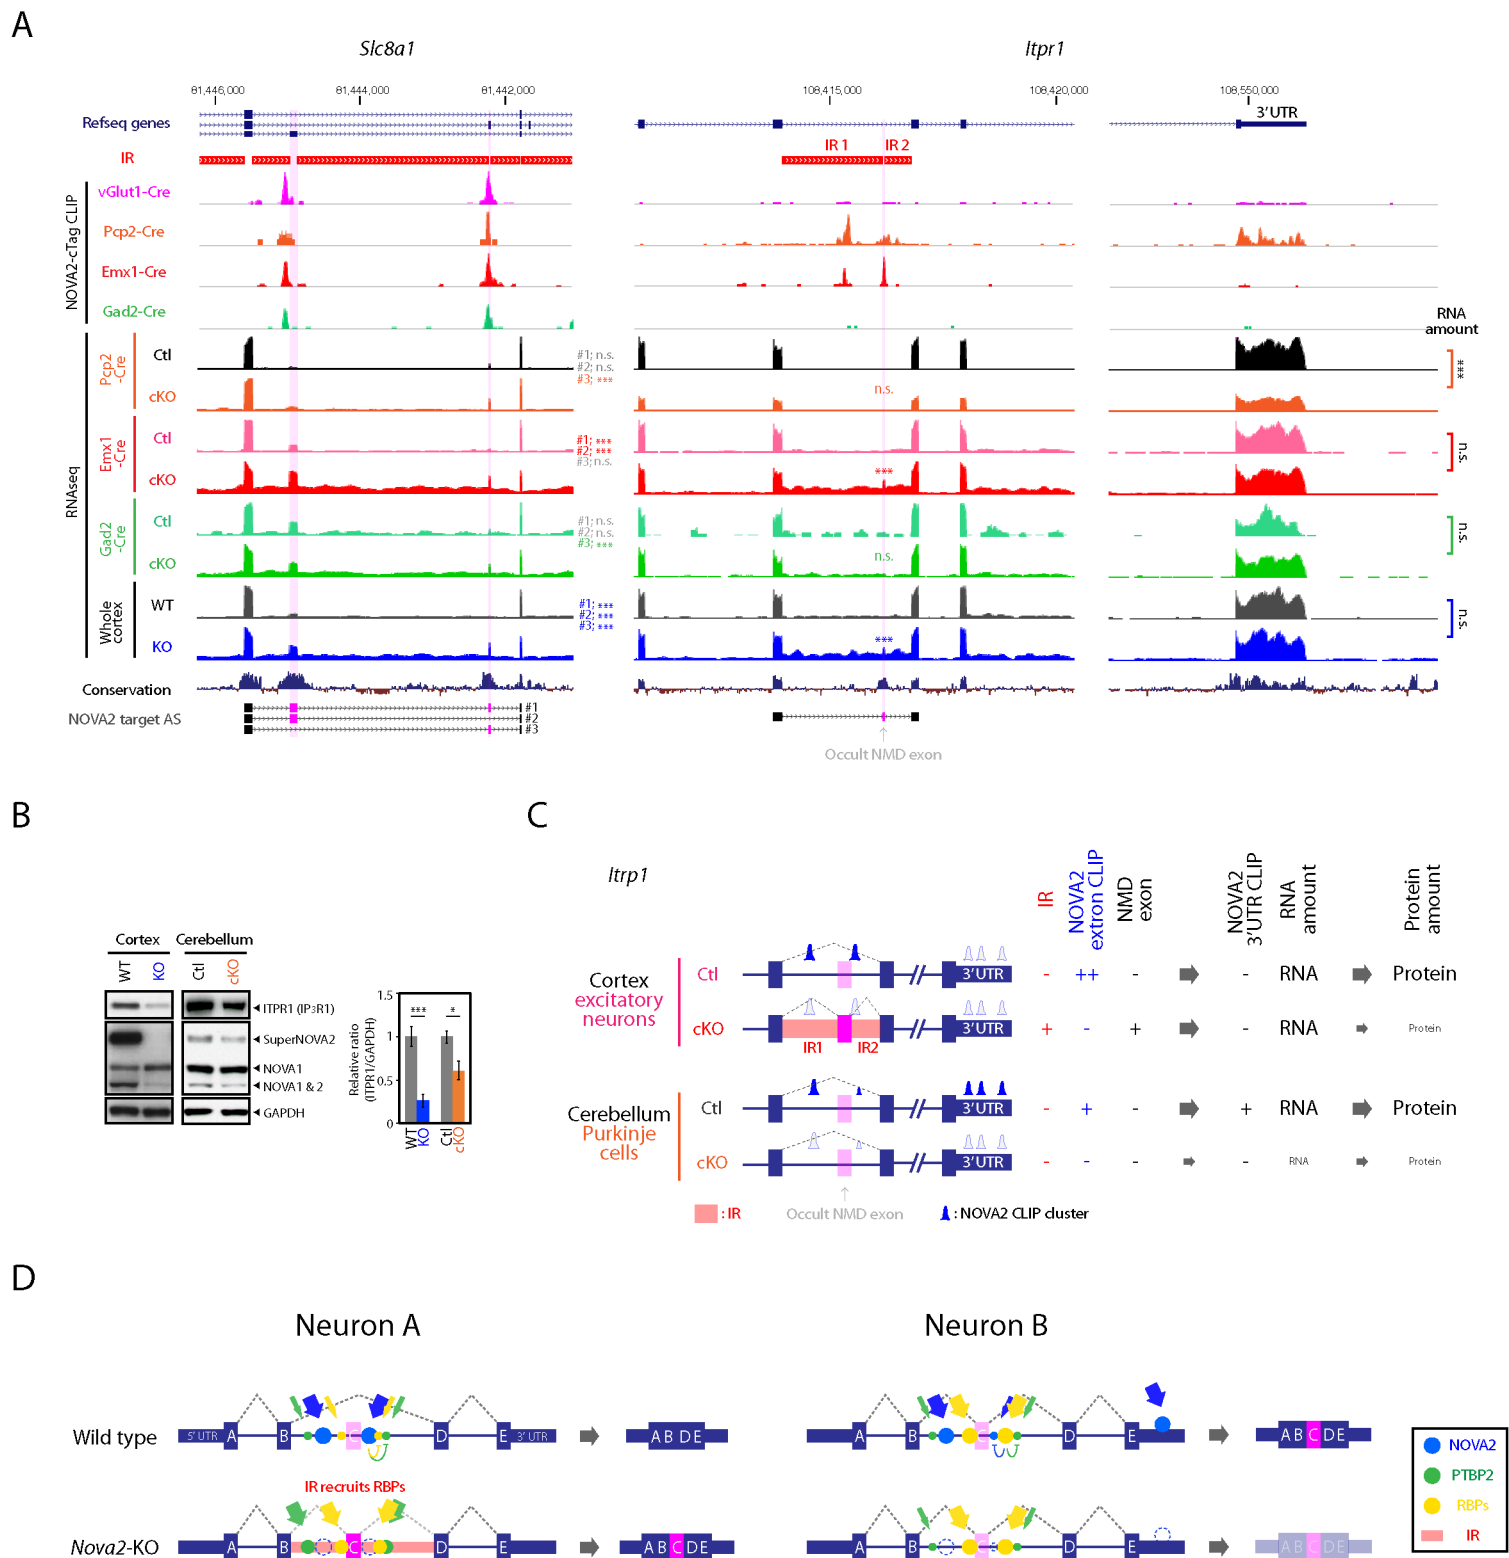 A
Slc8a1
Itpr1
61,446,000
61,444,000
61,442,000
108,415,000
108,420,000
108,550,000
Refseq genes
3'UTR
IR
IR 1
IR 2
NOVA2-cTag CLIP
vGlut1-Cre
Pcp2-Cre
Emx1-Cre
Gad2-Cre
RNA
amount
RNAseq
Pcp2
-Cre
Ctl
#1; n.s.
#2; n.s.
#3; ***
***
cKO
n.s.
Emx1
-Cre
Ctl
#1; ***
#2; ***
#3; n.s.
n.s.
cKO
***
Gad2
-Cre
Ctl
#1; n.s.
#2; n.s.
#3; ***
n.s.
cKO
n.s.
Whole
cortex
WT
#1; ***
#2; ***
#3; ***
n.s.
KO
***
Conservation
NOVA2 target AS
#1
#2
#3
Occult NMD exon
B
Cortex
Cerebellum
WT
KO
Ctl
cKO
ITPR1 (IP3R1)
SuperNOVA2
NOVA1
NOVA1 & 2
GAPDH
Relative ratio
(ITPR1/GAPDH)
1.5
1
0.5
0
***
*
WT
KO
Ctl
cKO
C
Itrp1
IR
NOVA2
extron CLIP
NMD
exon
NOVA2
3'UTR CLIP
RNA
amount
Protein
amount
Cortex
excitatory
neurons
Ctl
3'UTR
- ++ - - RNA Protein
cKO
3'UTR
IR1
IR2
+ - + - RNA Protein
Cerebellum
Purkinje
cells
Ctl
3'UTR
- + - + RNA Protein
cKO
3'UTR
- - - - RNA Protein
: IR
Occult NMD exon
: NOVA2 CLIP cluster
D
Neuron A
Neuron B
Wild type
5' UTR A B C D E 3' UTR
AB DE
A B C D E
AB C DE
IR recruits RBPs
Nova2-KO
A B C D E
AB C DE
A B C D E
AB C DE
NOVA2
PTBP2
RBPs
IR